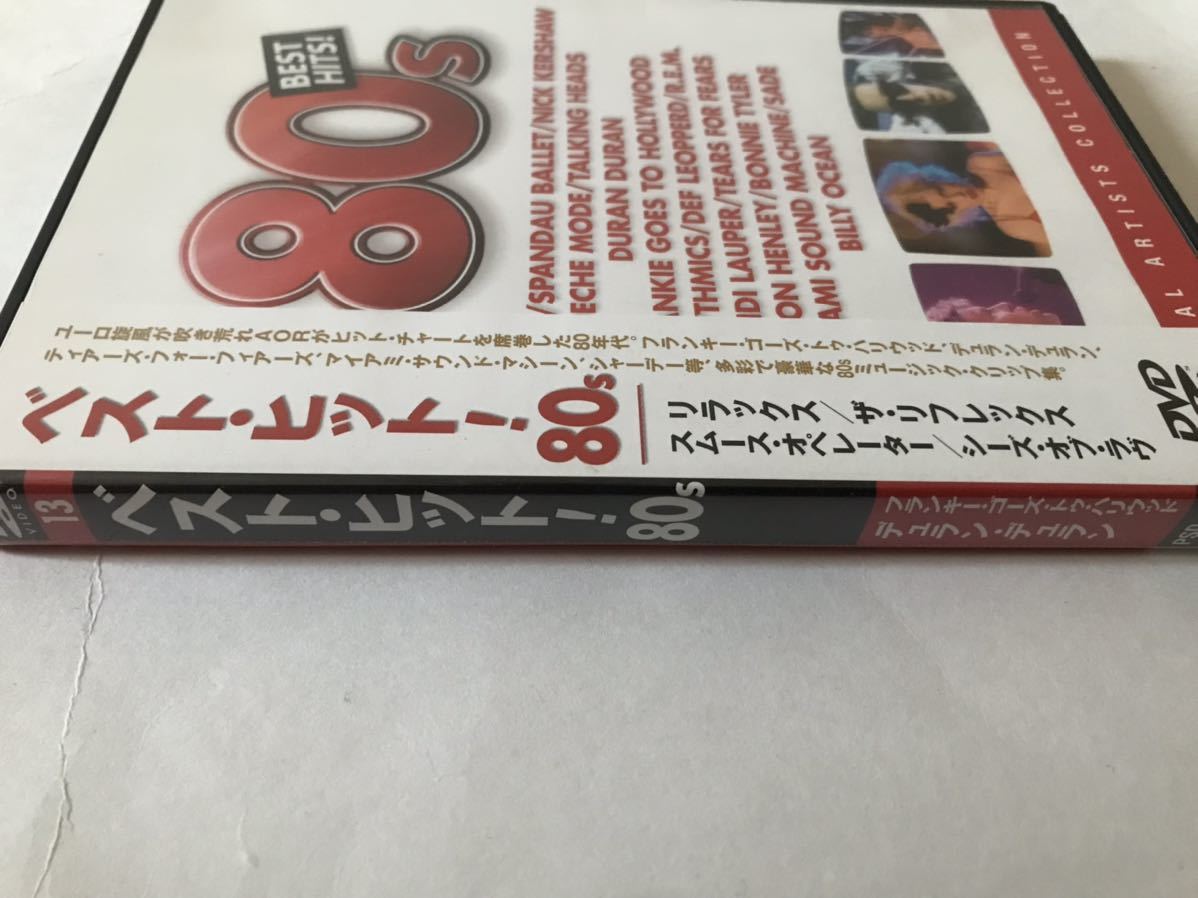 BEST
HITS!
80s
/SPANDAU BALLET/NICK KERSHAW
ECHE MODE/TALKING HEADS
DURAN DURAN
ANKIE GOES TO HOLLYWOOD
THMICS/DEF LEOPPERD/R.E.M.
IDI LAUPER/TEARS FOR FEARS
ON HENLEY/BONNIE TYLER
AMI SOUND MACHINE/SADE
BILLY OCEAN
AL ARTISTS COLLECTION
ユーロ旋風が吹き荒れAORがヒット・チャートを席巻した80年代。フランキー・ゴーズ・トゥ・ハリウッド、デュラン・デュラン、
ティアーズ・フォー・フィアーズ、マイアミ・サウンド・マシーン、シャーデー等、多彩で豪華な80sミュージック・クリップ集。
ベスト・ヒット!
80s
リラックス/ザ・リフレックス
スムース・オペレーター/シーズ・オブ・ラヴ
DVD
VIDEO
13
ベスト・ヒット!
80s
フランキー・ゴーズ・トゥ・ハリウッド
デュラン・デュラン
PSD